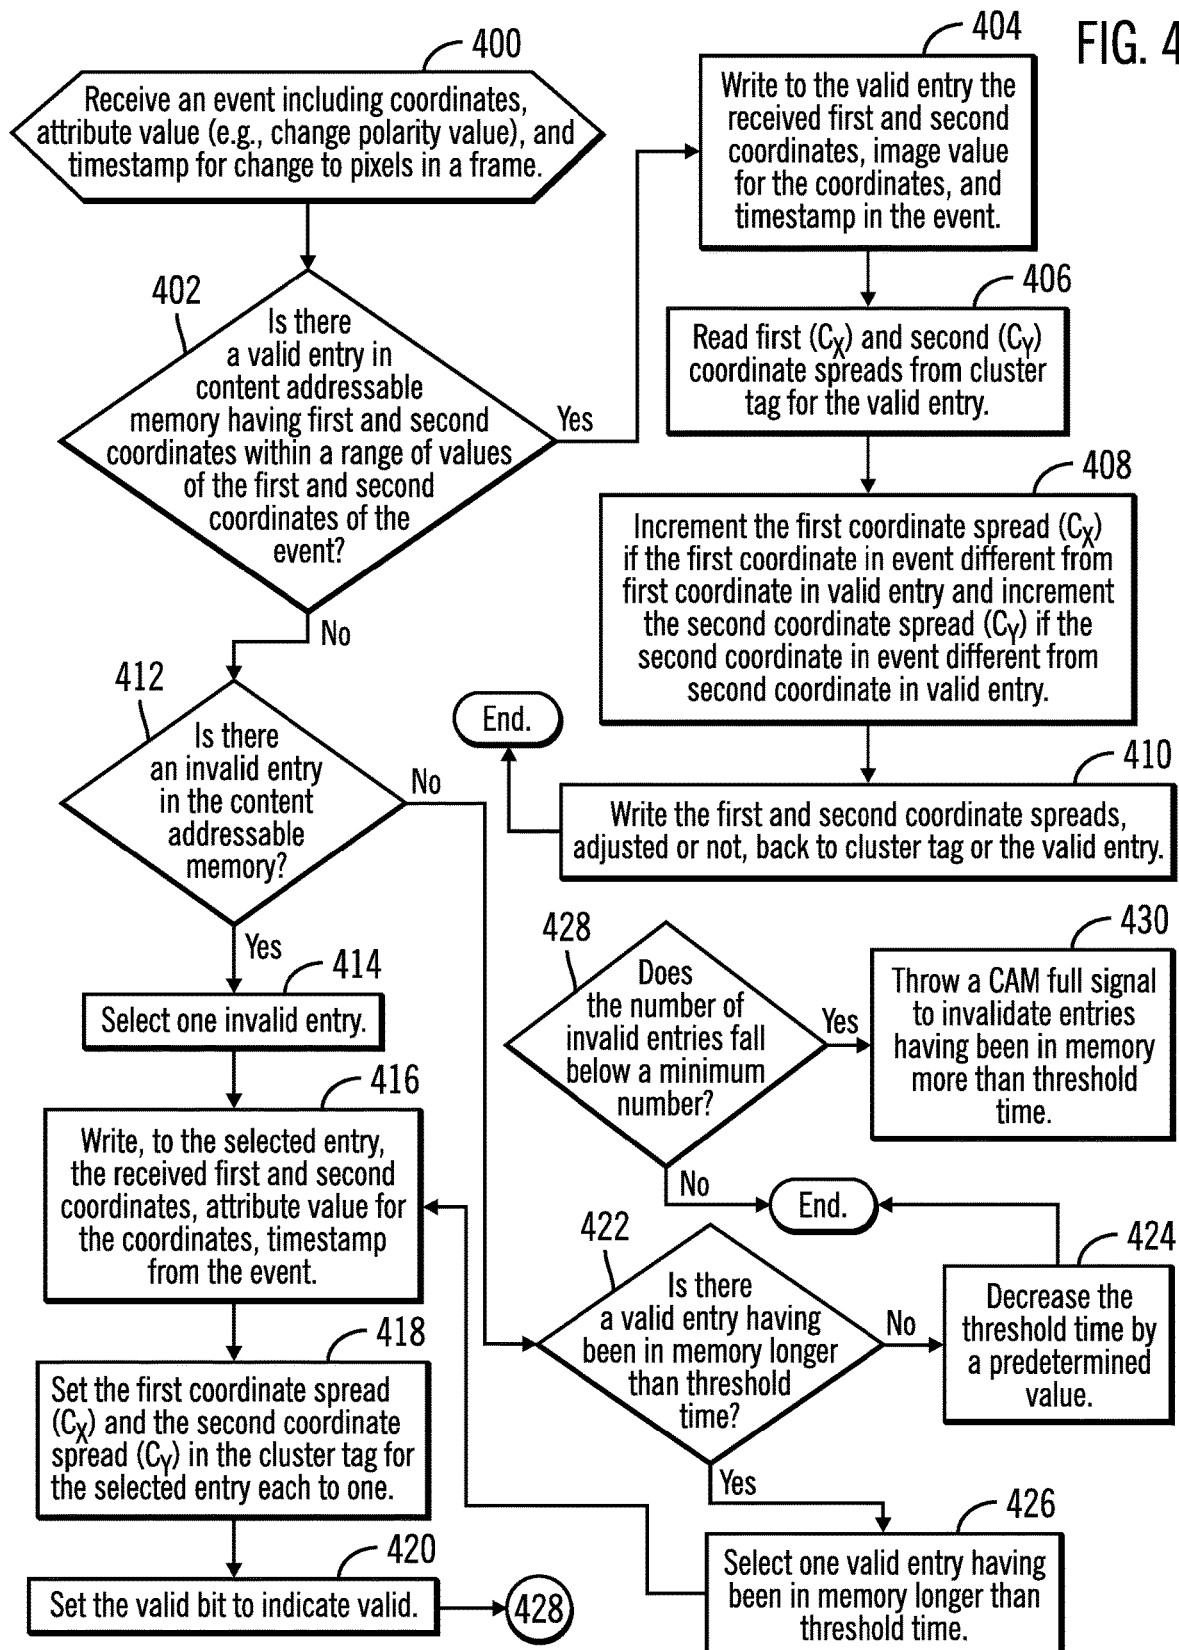 FIG. 4
400
Receive an event including coordinates,
attribute value (e.g., change polarity value), and
timestamp for change to pixels in a frame.
402
Is there
a valid entry in
content addressable
memory having first and second
coordinates within a range of values
of the first and second
coordinates of the
event?
Yes
No
404
Write to the valid entry the
received first and second
coordinates, image value
for the coordinates, and
timestamp in the event.
406
Read first (CX) and second (CY)
coordinate spreads from cluster
tag for the valid entry.
408
Increment the first coordinate spread (CX)
if the first coordinate in event different from
first coordinate in valid entry and increment
the second coordinate spread (CY) if the
second coordinate in event different from
second coordinate in valid entry.
410
Write the first and second coordinate spreads,
adjusted or not, back to cluster tag or the valid entry.
End.
412
Is there
an invalid entry
in the content
addressable
memory?
No
Yes
414
Select one invalid entry.
416
Write, to the selected entry,
the received first and second
coordinates, attribute value for
the coordinates, timestamp
from the event.
418
Set the first coordinate spread
(CX) and the second coordinate
spread (CY) in the cluster tag for
the selected entry each to one.
420
Set the valid bit to indicate valid.
428
428
Does
the number of
invalid entries fall
below a minimum
number?
Yes
No
430
Throw a CAM full signal
to invalidate entries
having been in memory
more than threshold
time.
End.
422
Is there
a valid entry having
been in memory longer
than threshold
time?
No
Yes
424
Decrease the
threshold time by
a predetermined
value.
426
Select one valid entry having
been in memory longer than
threshold time.